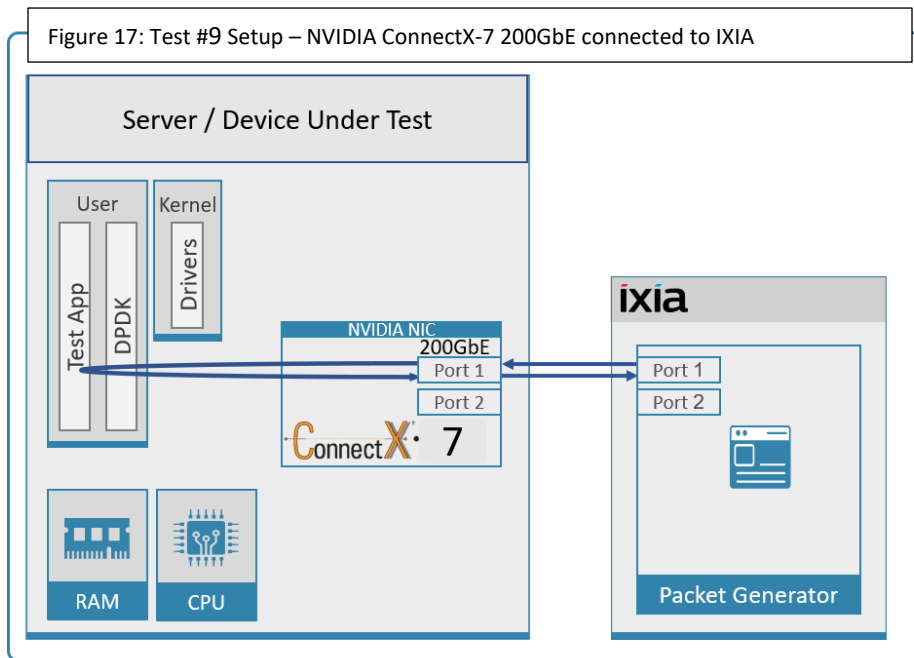 Figure 17: Test #9 Setup – NVIDIA ConnectX-7 200GbE connected to IXIA
Server / Device Under Test
User
Kernel
Test App
DPDK
Drivers
NVIDIA NIC
200GbE
Port 1
Port 2
ConnectX® 7
ixia
Port 1
Port 2
Packet Generator
RAM
CPU